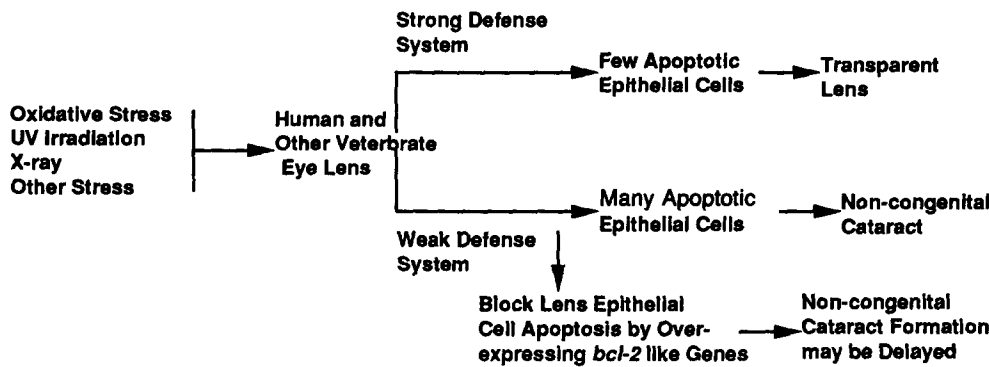 Strong Defense
System
Few Apoptotic
Epithelial Cells
Transparent
Lens
Oxidative Stress
UV Irradiation
X-ray
Other Stress
Human and
Other Veterbrate
Eye Lens
Many Apoptotic
Epithelial Cells
Non-congenital
Cataract
Weak Defense
System
Block Lens Epithelial
Cell Apoptosis by Over-
expressing bcl-2 like Genes
Non-congenital
Cataract Formation
may be Delayed